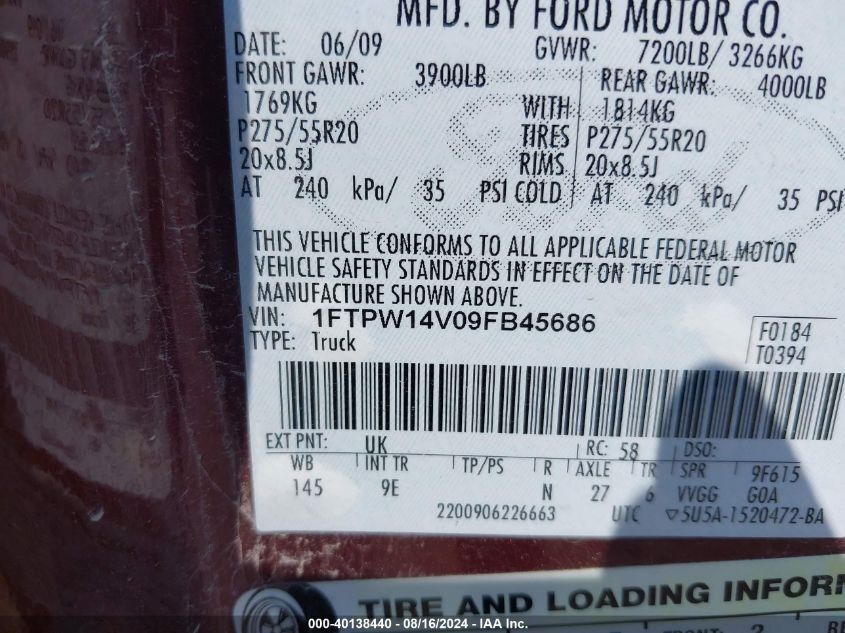 MFD. BY FORD MOTOR CO.
DATE: 06/09 GVWR: 7200LB/ 3266KG
FRONT GAWR: 3900LB REAR GAWR: 4000LB
1769KG WITH 1814KG
P275/55R20 TIRES P275/55R20
20x8.5J RIMS 20x8.5J
AT 240 kPa/ 35 PSI COLD AT 240 kPa/ 35 PSI
THIS VEHICLE CONFORMS TO ALL APPLICABLE FEDERAL MOTOR
VEHICLE SAFETY STANDARDS IN EFFECT ON THE DATE OF
MANUFACTURE SHOWN ABOVE.
VIN: 1FTPW14V09FB45686
TYPE: Truck
F0184
T0394
EXT PNT: UK RC: 58 DSO:
WB INT TR TP/PS R AXLE TR SPR 9F615
145 9E N 27 6 VVGG GOA
2200906226663 UTC ▽5U5A-1520472-BA
TIRE AND LOADING INFORM
000-40138440 - 08/16/2024 - IAA Inc.